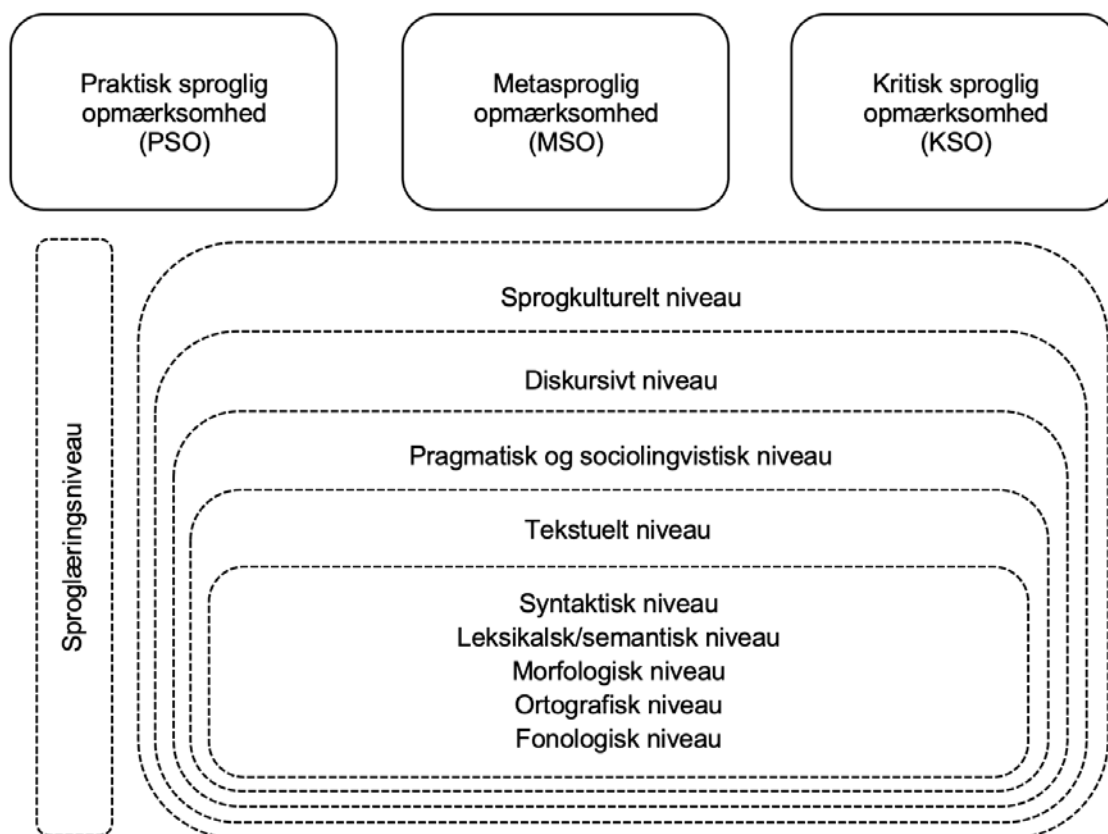 Praktisk sproglig
opmærksomhed
(PSO)
Metasproglig
opmærksomhed
(MSO)
Kritisk sproglig
opmærksomhed
(KSO)
Sproglæringsniveau
Sprogkulturelt niveau
Diskursivt niveau
Pragmatisk og sociolingvistisk niveau
Tekstuelt niveau
Syntaktisk niveau
Leksikalsk/semantisk niveau
Morfologisk niveau
Ortografisk niveau
Fonologisk niveau